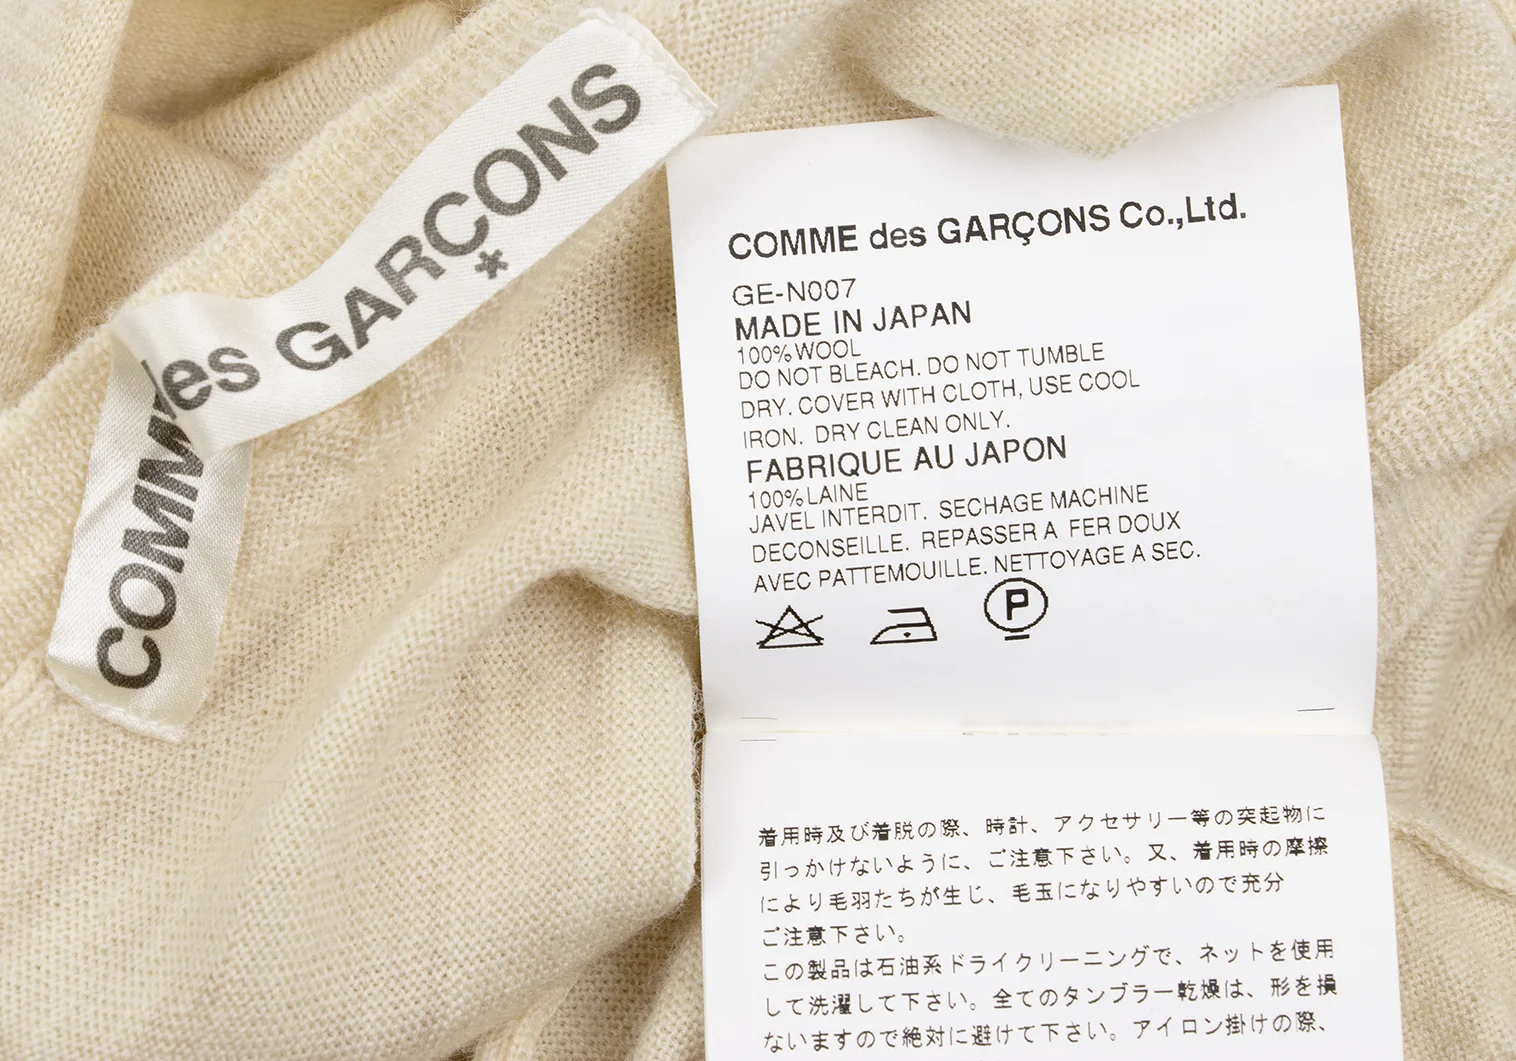 COMME des GARÇONS
*
COMME des GARÇONS Co.,Ltd.
GE-N007
MADE IN JAPAN
100%WOOL
DO NOT BLEACH. DO NOT TUMBLE
DRY. COVER WITH CLOTH, USE COOL
IRON. DRY CLEAN ONLY.
FABRIQUE AU JAPON
100%LAINE
JAVEL INTERDIT. SECHAGE MACHINE
DECONSEILLE. REPASSER A FER DOUX
AVEC PATTEMOUILLE. NETTOYAGE A SEC.
P
着用時及び着脱の際、時計、アクセサリー等の突起物に
引っかけないように、ご注意下さい。又、着用時の摩擦
により毛羽たちが生じ、毛玉になりやすいので充分
ご注意下さい。
この製品は石油系ドライクリーニングで、ネットを使用
して洗濯して下さい。全てのタンブラー乾燥は、形を損
ないますので絶対に避けて下さい。アイロン掛けの際、